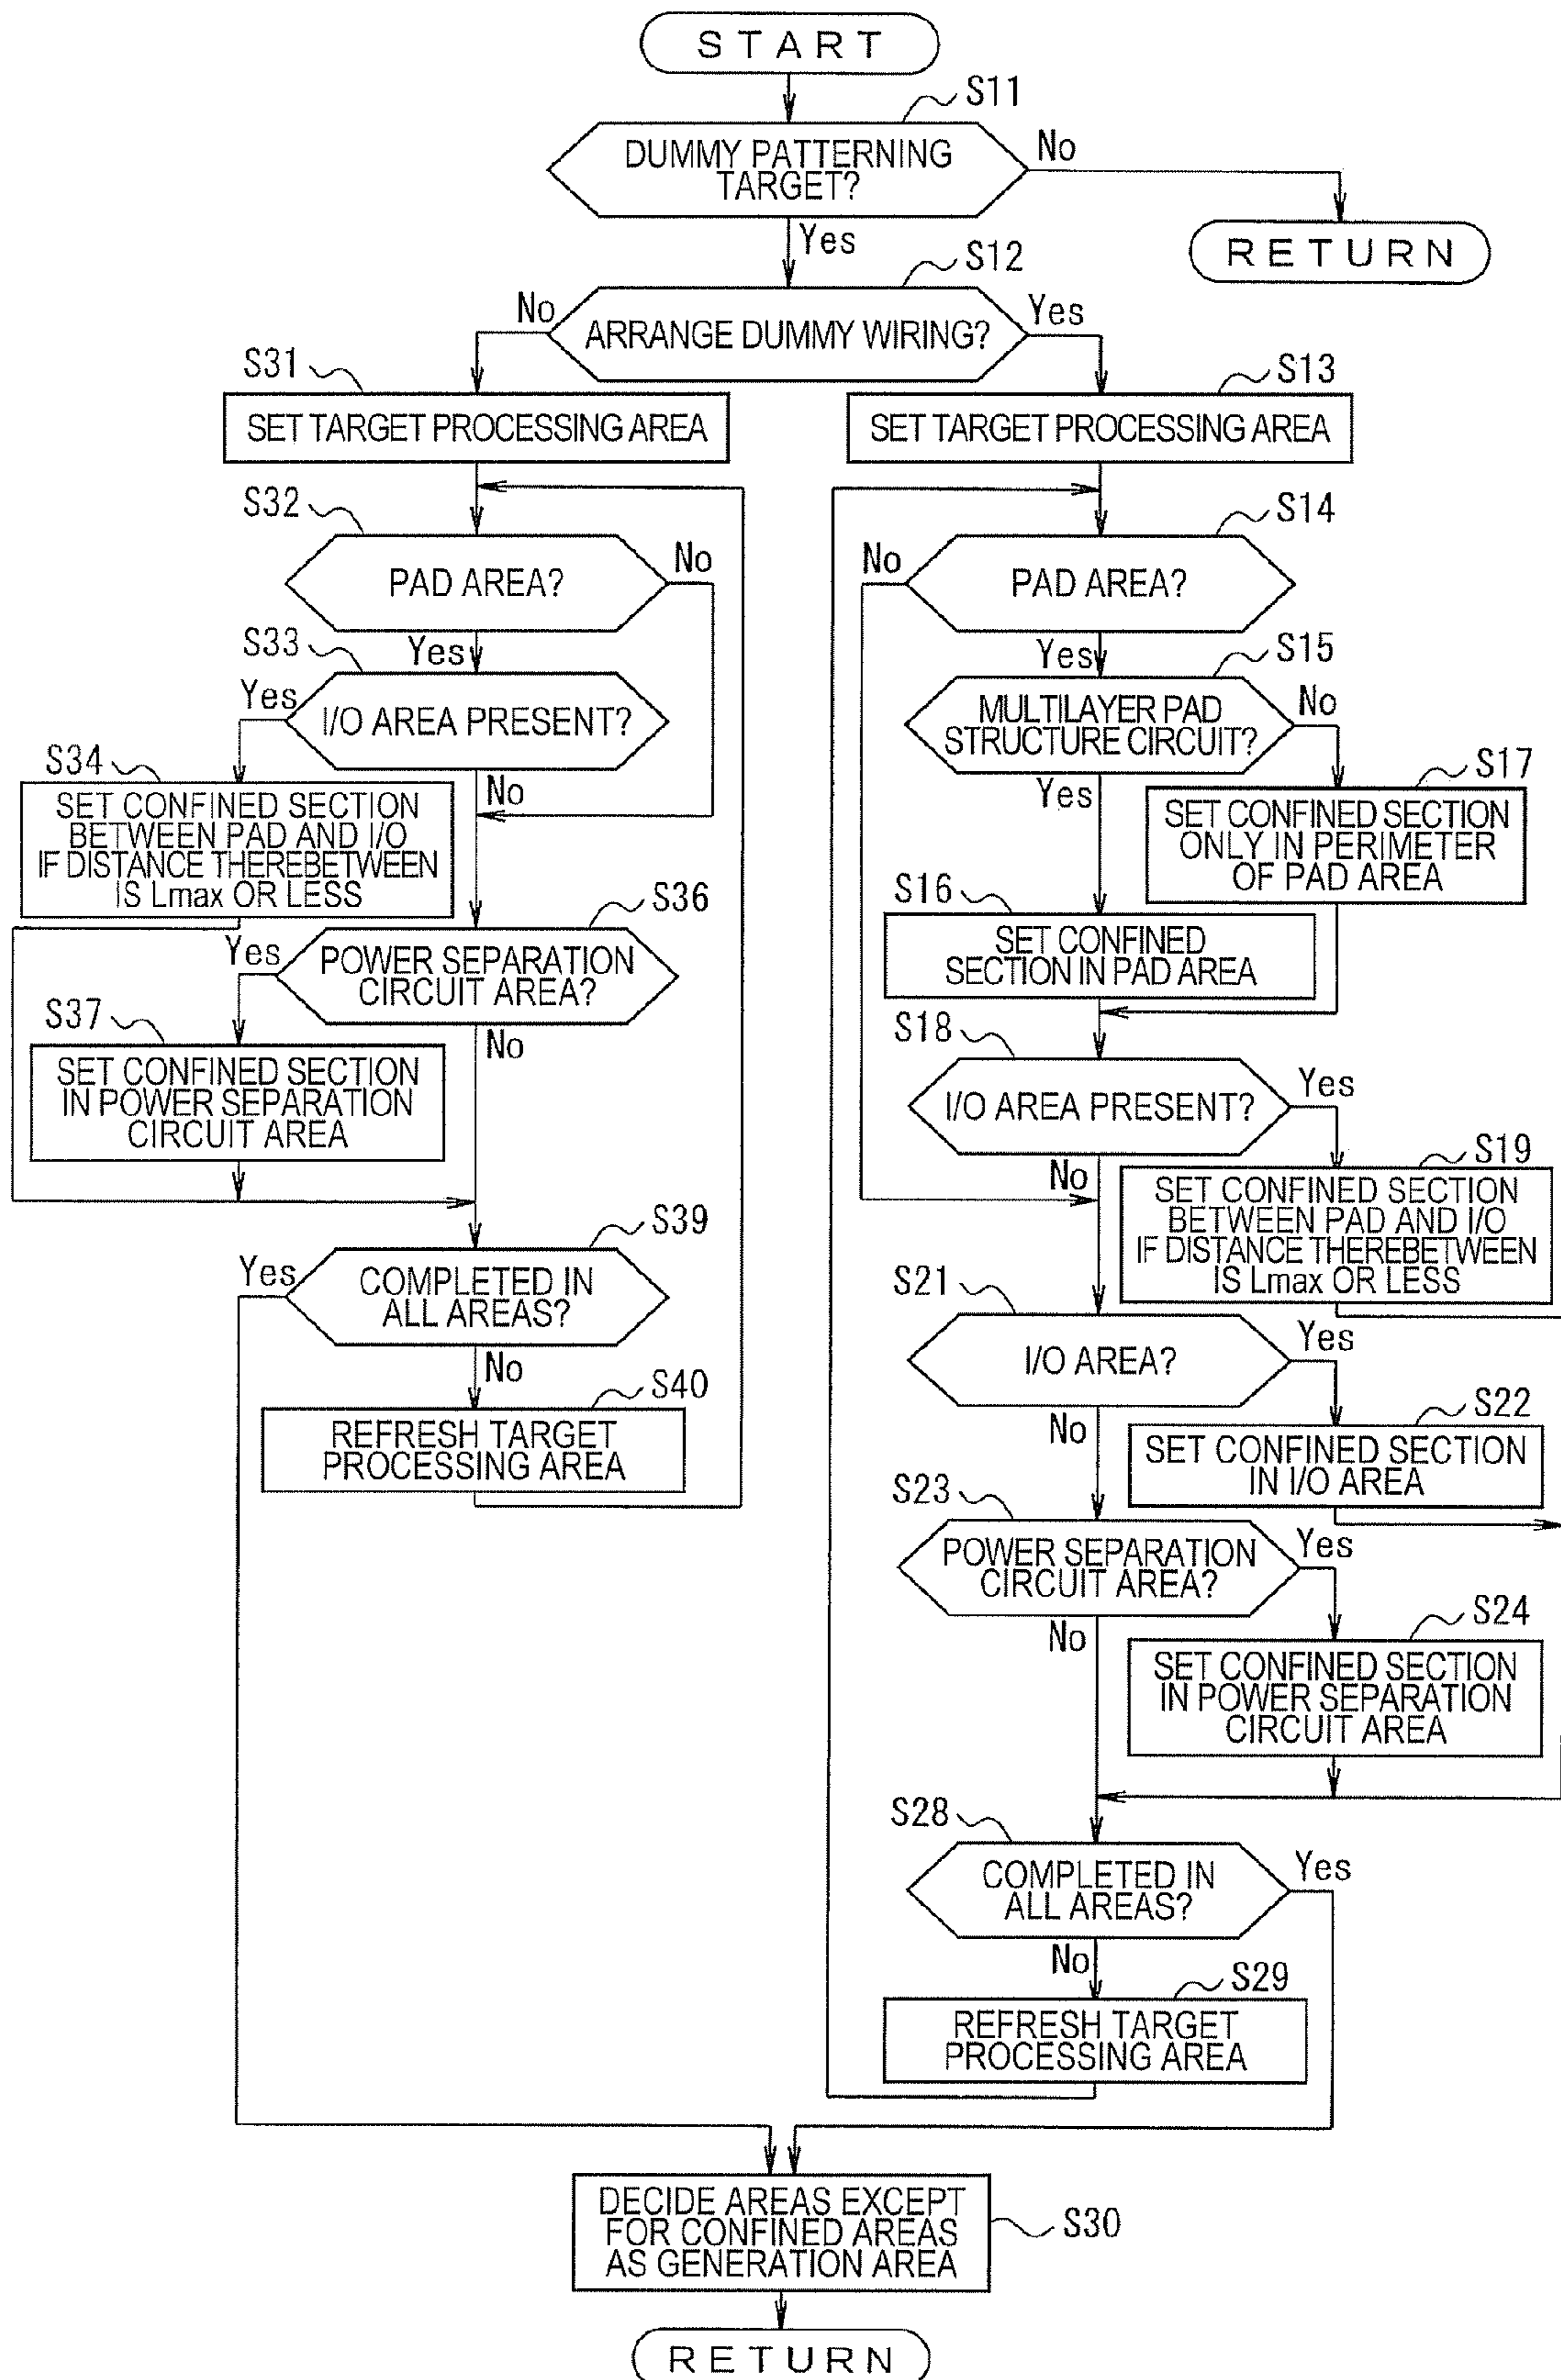 START
S11
DUMMY PATTERNING
TARGET?
No
RETURN
Yes
S12
No
ARRANGE DUMMY WIRING?
Yes
S31
SET TARGET PROCESSING AREA
S32
PAD AREA?
No
Yes
S33
I/O AREA PRESENT?
Yes
No
S34
SET CONFINED SECTION
BETWEEN PAD AND I/O
IF DISTANCE THEREBETWEEN
IS Lmax OR LESS
S36
POWER SEPARATION
CIRCUIT AREA?
Yes
No
S37
SET CONFINED SECTION
IN POWER SEPARATION
CIRCUIT AREA
S39
COMPLETED IN
ALL AREAS?
Yes
No
S40
REFRESH TARGET
PROCESSING AREA
S13
SET TARGET PROCESSING AREA
S14
PAD AREA?
No
Yes
S15
MULTILAYER PAD
STRUCTURE CIRCUIT?
No
Yes
S17
SET CONFINED SECTION
ONLY IN PERIMETER
OF PAD AREA
S16
SET CONFINED
SECTION IN PAD AREA
S18
I/O AREA PRESENT?
Yes
No
S19
SET CONFINED SECTION
BETWEEN PAD AND I/O
IF DISTANCE THEREBETWEEN
IS Lmax OR LESS
S21
I/O AREA?
Yes
No
S22
SET CONFINED SECTION
IN I/O AREA
S23
POWER SEPARATION
CIRCUIT AREA?
Yes
No
S24
SET CONFINED SECTION
IN POWER SEPARATION
CIRCUIT AREA
S28
COMPLETED IN
ALL AREAS?
Yes
No
S29
REFRESH TARGET
PROCESSING AREA
DECIDE AREAS EXCEPT
FOR CONFINED AREAS
AS GENERATION AREA
S30
RETURN